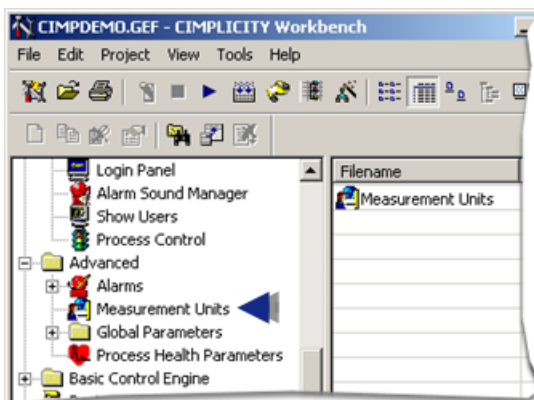 CIMPDEMO.GEF - CIMPLICITY Workbench
File Edit Project View Tools Help
Login Panel
Alarm Sound Manager
Show Users
Process Control
Advanced
Alarms
Measurement Units
Global Parameters
Process Health Parameters
Basic Control Engine
Filename
Measurement Units